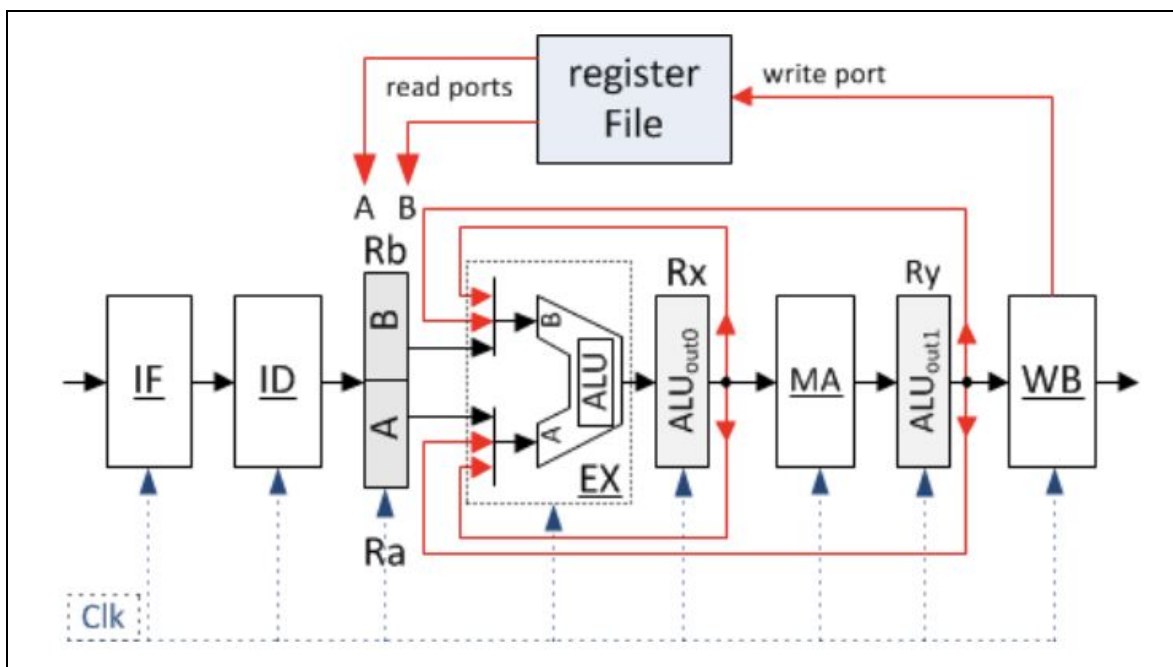 register
File
read ports
write port
A B
Rb
Rx
Ry
IF
ID
B
A
B
A
ALU
EX
ALUout0
MA
ALUout1
WB
Ra
Clk